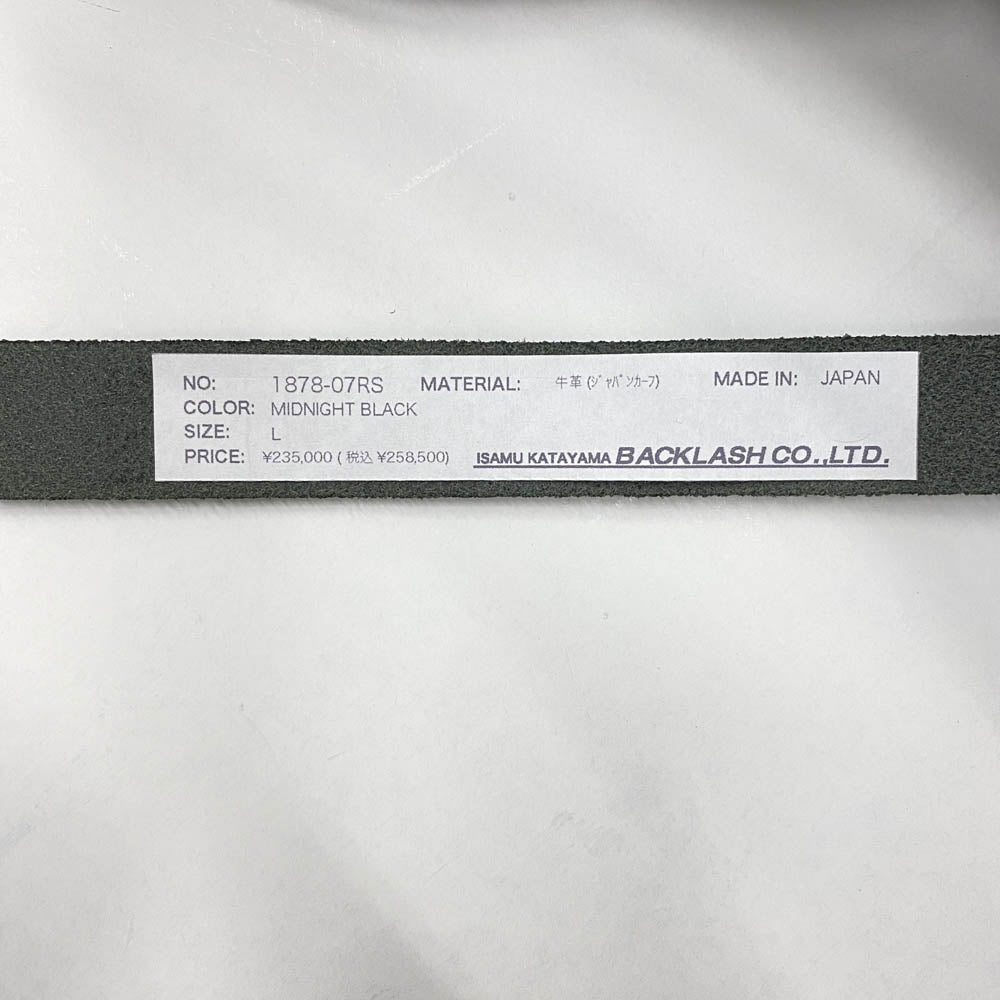 NO: 1878-07RS MATERIAL: 牛革 (ｼﾞｬﾊﾟﾝｶｰﾌ) MADE IN: JAPAN
COLOR: MIDNIGHT BLACK
SIZE: L
PRICE: ¥235,000 ( 税込 ¥258,500) ISAMU KATAYAMA BACKLASH CO.,LTD.